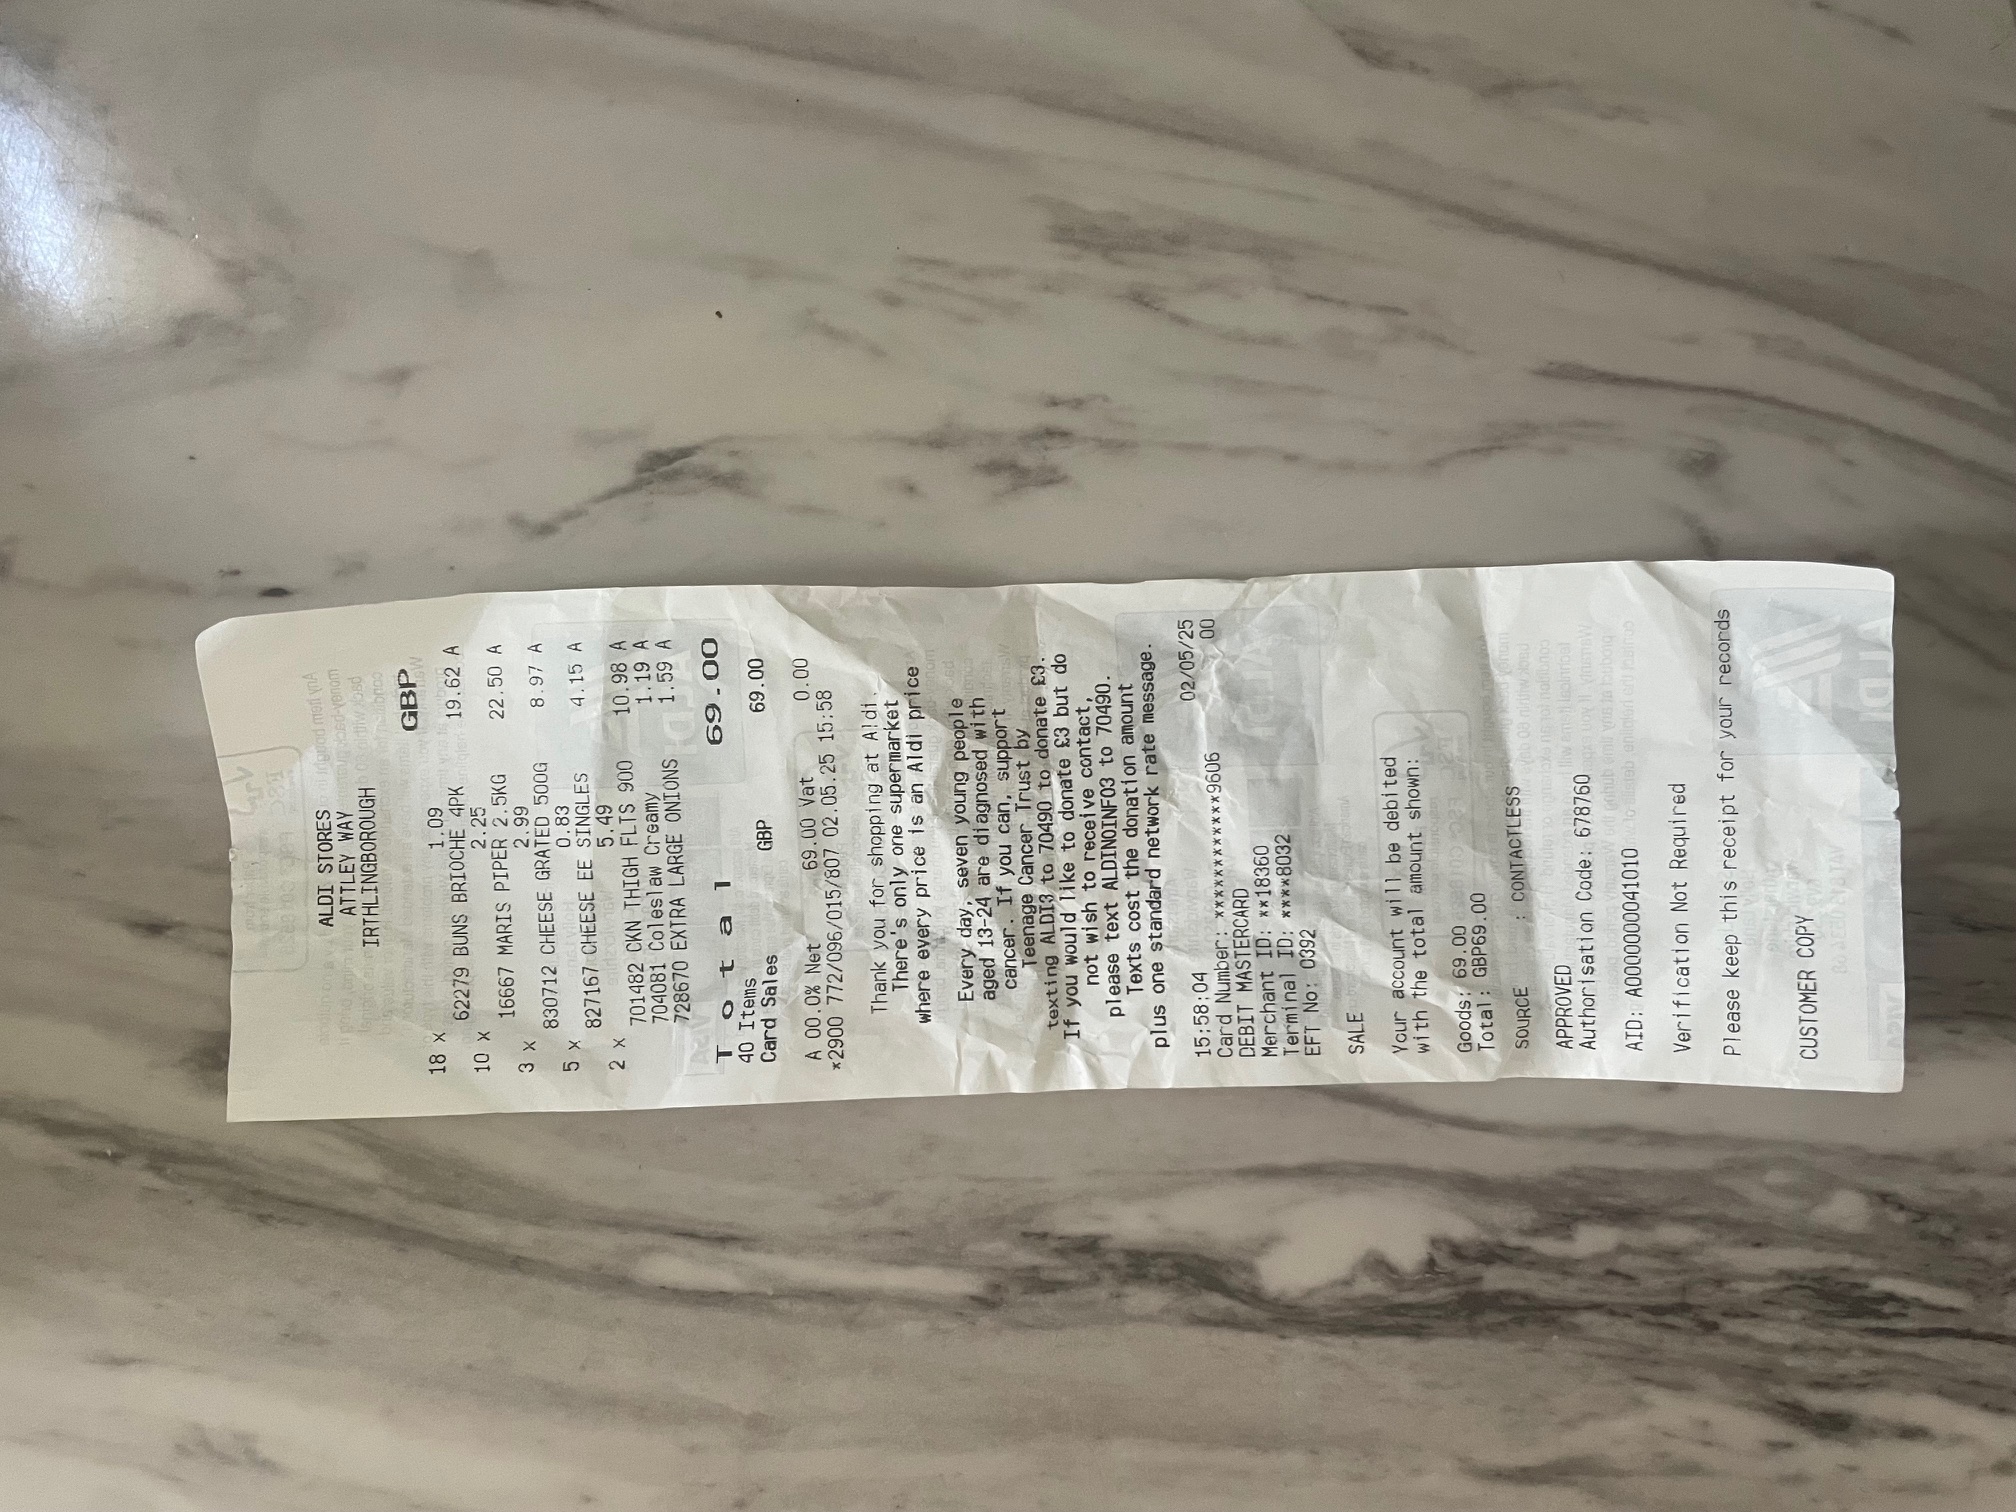 ALDI STORES
ATTLEY WAY
IRTHLINGBOROUGH
GBP
18 x 1.09
62279 BUNS BRIOCHE 4PK 19.62 A
10 x 2.25
16667 MARIS PIPER 2.5KG 22.50 A
3 x 2.99
830712 CHEESE GRATED 500G 8.97 A
5 x 0.83
827167 CHEESE EE SINGLES 4.15 A
2 x 5.49
701482 CKN THIGH FLTS 900 10.98 A
704081 Coleslaw Creamy 1.19 A
728670 EXTRA LARGE ONIONS 1.59 A
Total 69.00
40 Items
Card Sales GBP 69.00
A 00.0% Net 69.00 Vat 0.00
*2900 772/096/015/807 02.05.25 15:58
Thank you for shopping at Aldi.
There's only one supermarket
where every price is an Aldi price
Every day, seven young people
aged 13-24 are diagnosed with
cancer. If you can, support
Teenage Cancer Trust by
texting ALDI3 to 70490 to donate £3.
If you would like to donate £3 but do
not wish to receive contact,
please text ALDINOINFO3 to 70490.
Texts cost the donation amount
plus one standard network rate message.
15:58:04 02/05/25
Card Number: ************9606 00
DEBIT MASTERCARD
Merchant ID: **18360
Terminal ID: ****8032
EFT No: 0392
SALE
Your account will be debited
with the total amount shown:
Goods: 69.00
Total: GBP69.00
SOURCE : CONTACTLESS
APPROVED
Authorisation Code: 678760
AID: A0000000041010
Verification Not Required
Please keep this receipt for your records
CUSTOMER COPY